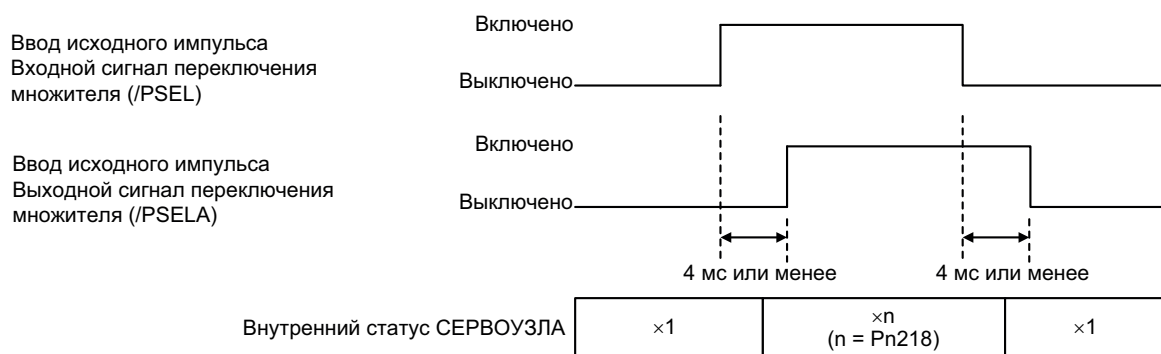 Включено
Ввод исходного импульса
Входной сигнал переключения
множителя (/PSEL)
Выключено
Включено
Ввод исходного импульса
Выходной сигнал переключения
множителя (/PSELA)
Выключено
4 мс или менее
4 мс или менее
Внутренний статус СЕРВОУЗЛА
×1
×n
(n = Pn218)
×1